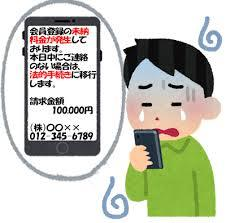 会員登録の未納
料金が発生して
おります。
本日中にご連絡
のない場合は、
法的手続きに移行
します。
請求金額
100.000円
(株)○○××
012-345-6789